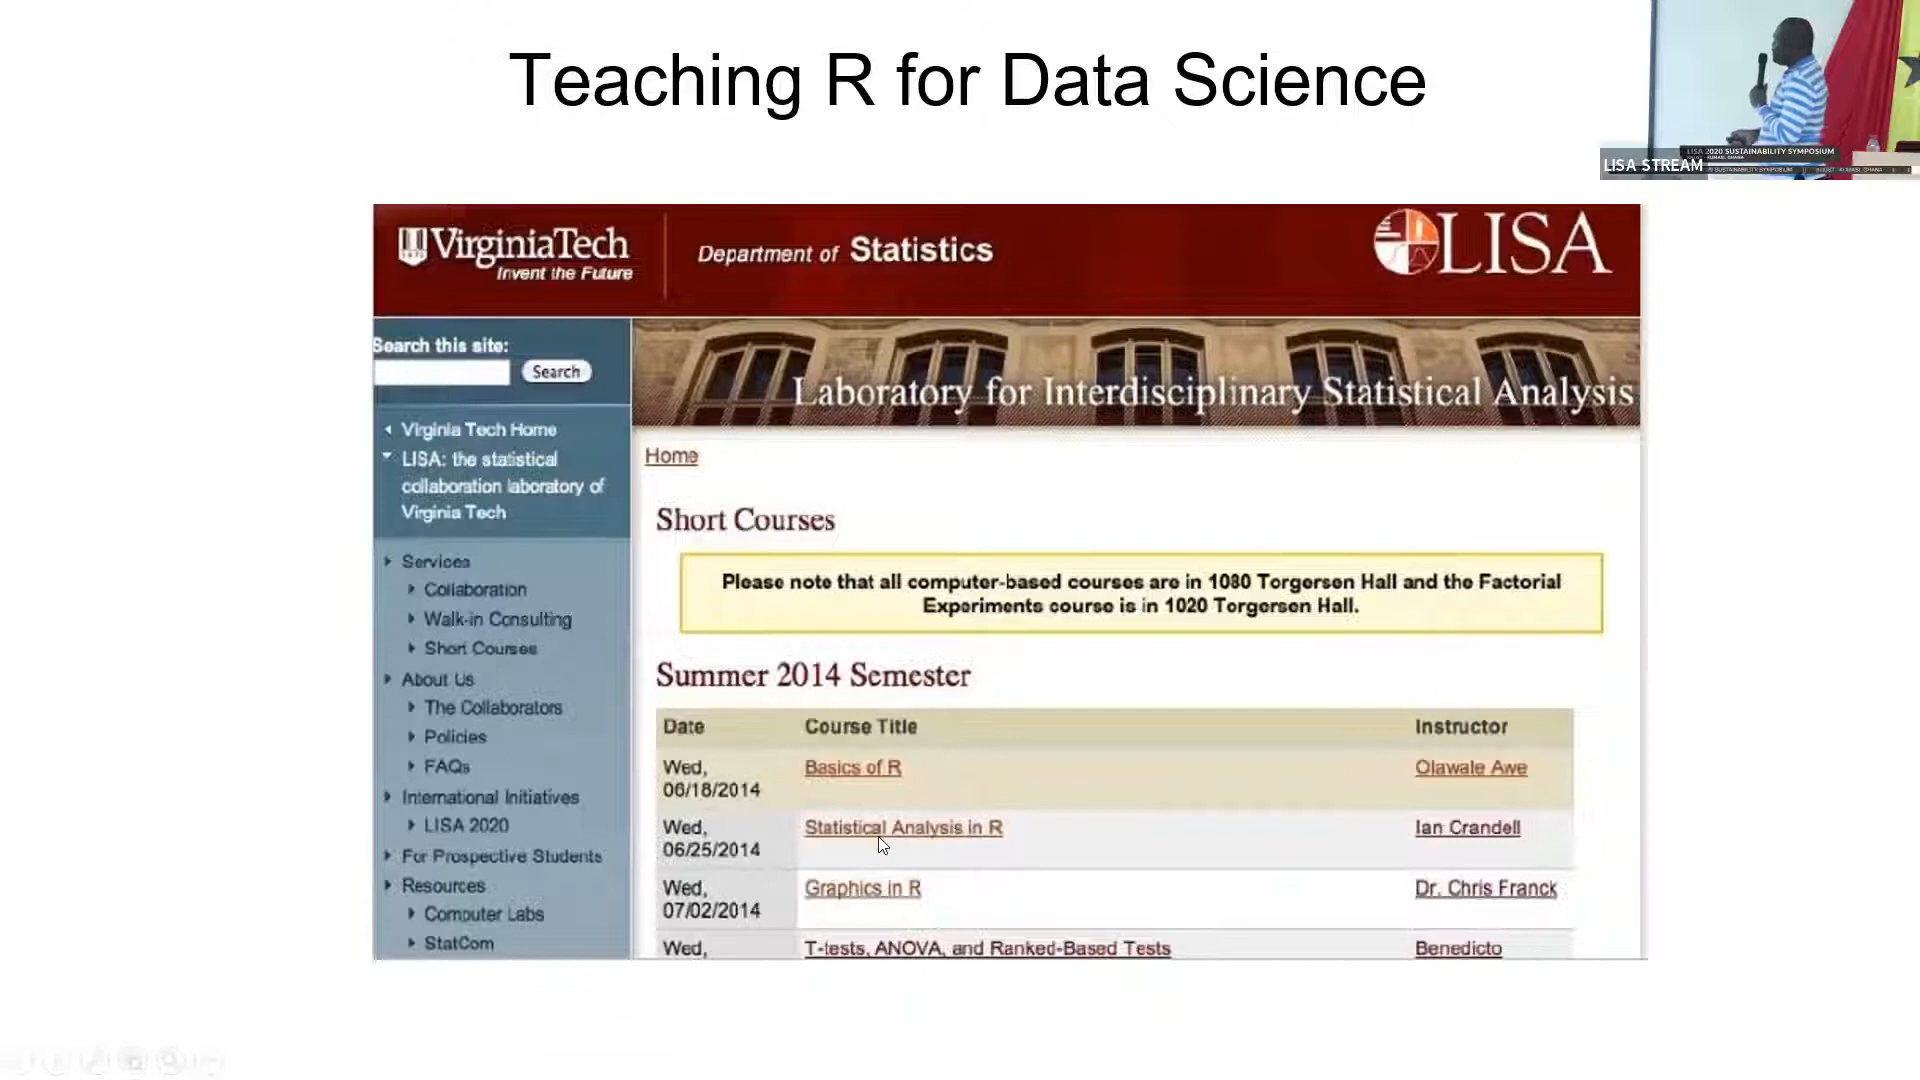 Teaching R for Data Science
LISA 2020 SUSTAINABILITY SYMPOSIUM
LISA STREAM
VirginiaTech
Invent the Future
Department of Statistics
LISA
Search this site:
Search
Laboratory for Interdisciplinary Statistical Analysis
Virginia Tech Home
LISA: the statistical
collaboration laboratory of
Virginia Tech
Services
Collaboration
Walk-in Consulting
Short Courses
About Us
The Collaborators
Policies
FAQs
International Initiatives
LISA 2020
For Prospective Students
Resources
Computer Labs
StatCom
Home
Short Courses
Please note that all computer-based courses are in 1080 Torgersen Hall and the Factorial
Experiments course is in 1020 Torgersen Hall.
Summer 2014 Semester
Date Course Title Instructor
Wed,
06/18/2014 Basics of R Olawale Awe
Wed,
06/25/2014 Statistical Analysis in R Ian Crandell
Wed,
07/02/2014 Graphics in R Dr. Chris Franck
Wed, T-tests, ANOVA, and Ranked-Based Tests Benedicto